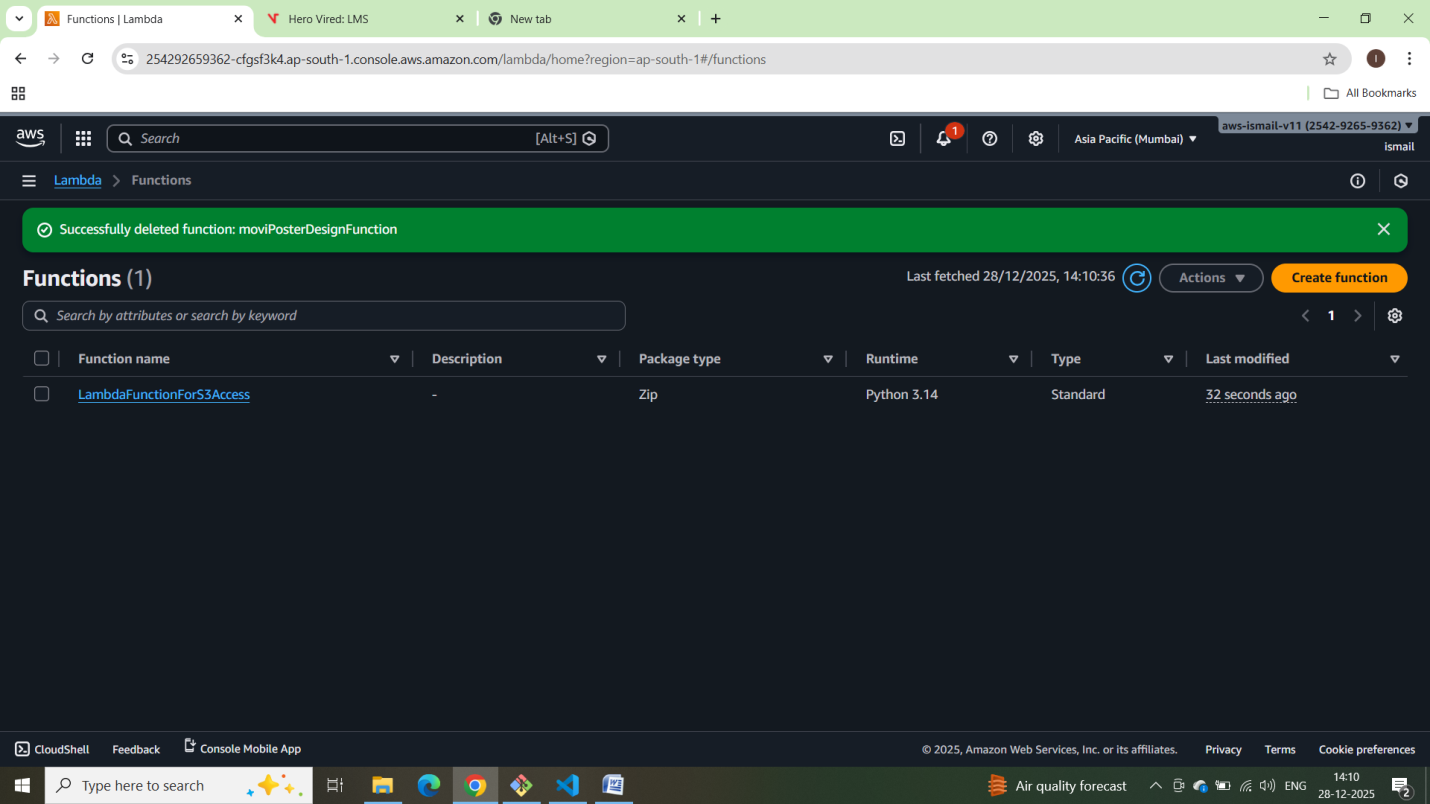 Functions | Lambda
Hero Vired: LMS
New tab
254292659362-cfgsf3k4.ap-south-1.console.aws.amazon.com/lambda/home?region=ap-south-1#/functions
I
All Bookmarks
aws
Search
[Alt+S]
1
Asia Pacific (Mumbai)
aws-ismail-v11 (2542-9265-9362)
ismail
Lambda
Functions
Successfully deleted function: moviPosterDesignFunction
Functions (1)
Last fetched 28/12/2025, 14:10:36
Actions
Create function
Search by attributes or search by keyword
1
Function name
Description
Package type
Runtime
Type
Last modified
LambdaFunctionForS3Access
-
Zip
Python 3.14
Standard
32 seconds ago
CloudShell
Feedback
Console Mobile App
© 2025, Amazon Web Services, Inc. or its affiliates.
Privacy
Terms
Cookie preferences
Type here to search
Air quality forecast
ENG
14:10
28-12-2025
2